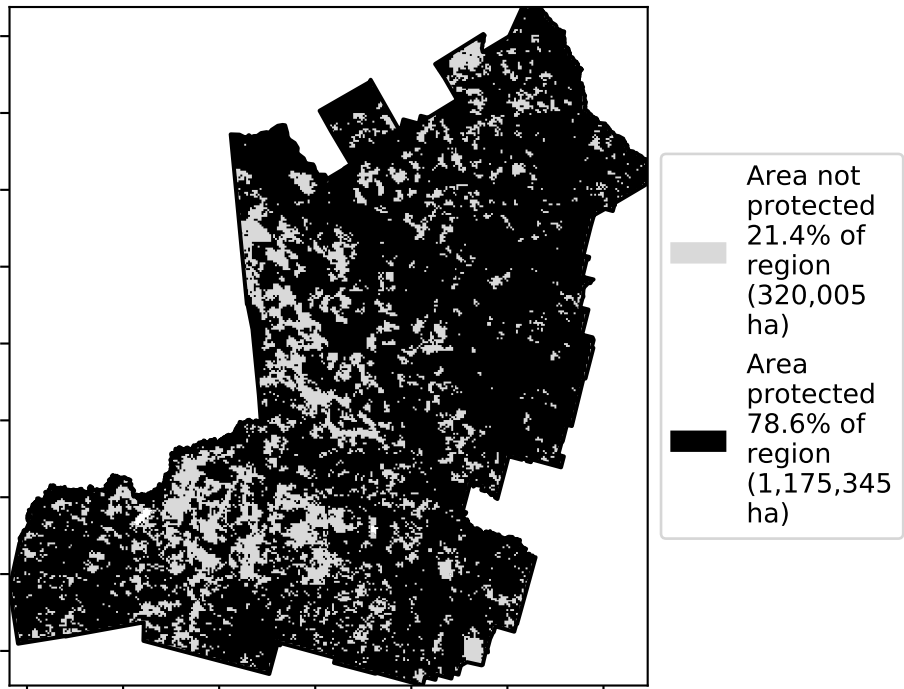 Area not
protected
21.4% of
region
(320,005
ha)
Area
protected
78.6% of
region
(1,175,345
ha)